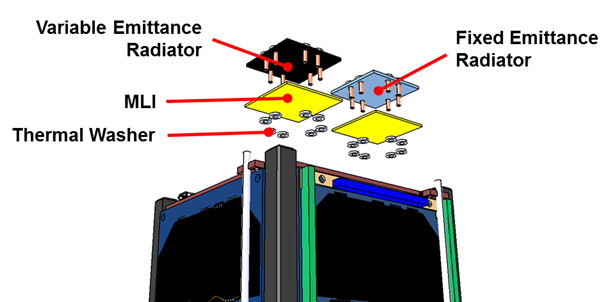 Variable Emittance
Radiator
Fixed Emittance
Radiator
MLI
Thermal Washer